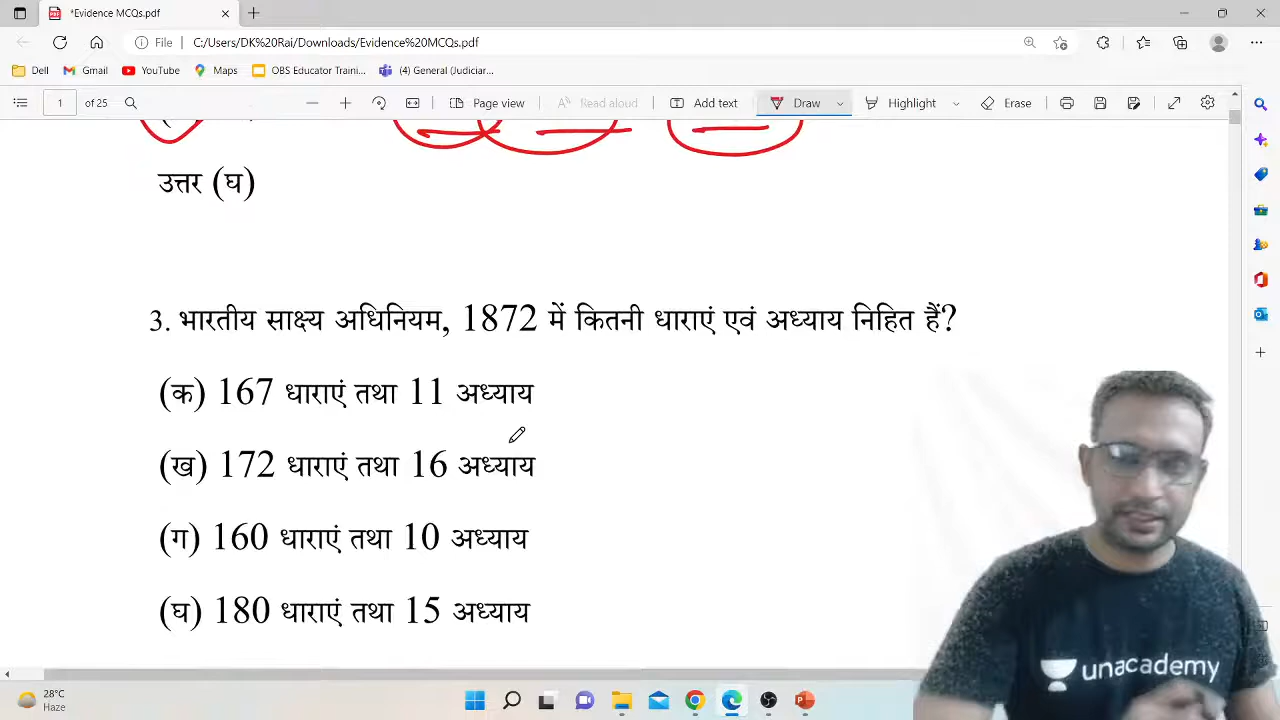 *Evidence MCQs.pdf
File C:/Users/DK%20Rai/Downloads/Evidence%20MCQs.pdf
Dell Gmail YouTube Maps OBS Educator Traini... (4) General (Judiciar...
1 of 25 Page view Read aloud Add text Draw Highlight Erase
उत्तर (घ)
3. भारतीय साक्ष्य अधिनियम, 1872 में कितनी धाराएं एवं अध्याय निहित हैं?
(क) 167 धाराएं तथा 11 अध्याय
(ख) 172 धाराएं तथा 16 अध्याय
(ग) 160 धाराएं तथा 10 अध्याय
(घ) 180 धाराएं तथा 15 अध्याय
unacademy
28°C
Haze